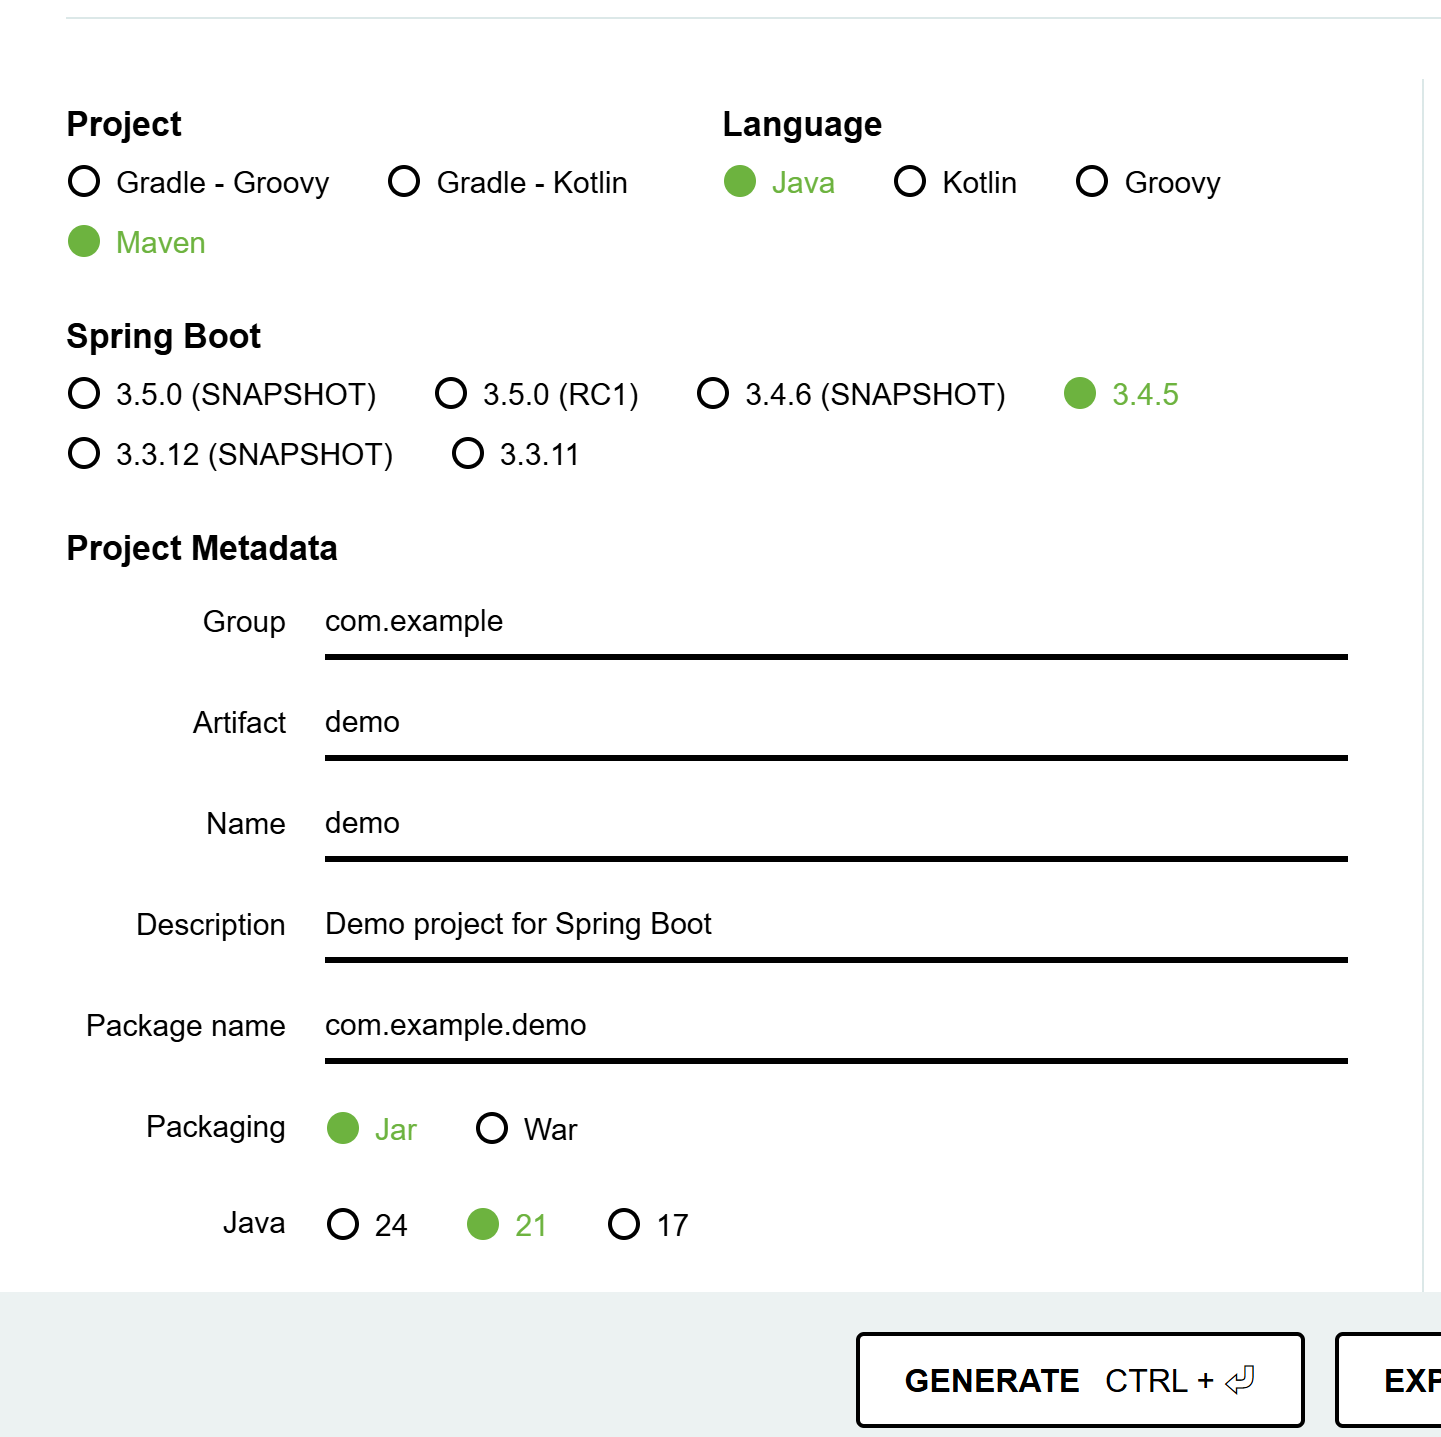 Project
Gradle - Groovy Gradle - Kotlin
Maven
Language
Java Kotlin Groovy
Spring Boot
3.5.0 (SNAPSHOT) 3.5.0 (RC1) 3.4.6 (SNAPSHOT) 3.4.5
3.3.12 (SNAPSHOT) 3.3.11
Project Metadata
Group com.example
Artifact demo
Name demo
Description Demo project for Spring Boot
Package name com.example.demo
Packaging Jar War
Java 24 21 17
GENERATE CTRL + ⏎